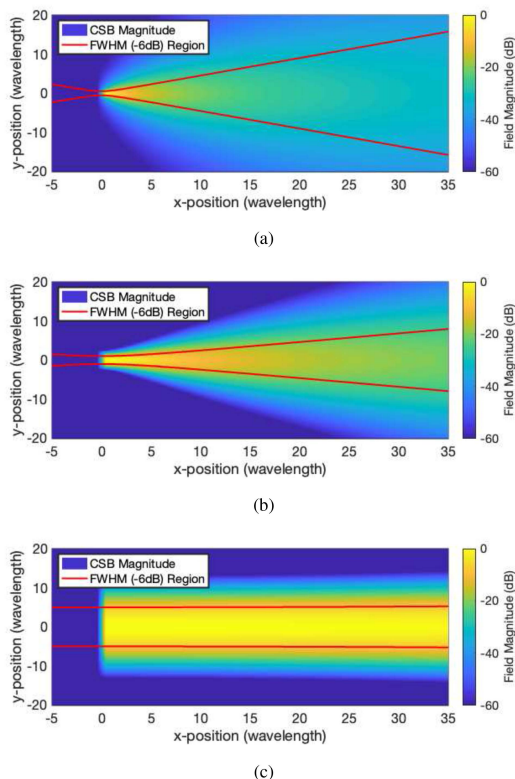 20
10
0
-10
-20
y-position (wavelength)
CSB Magnitude
FWHM (-6dB) Region
-5 0 5 10 15 20 25 30 35
x-position (wavelength)
0
-20
-40
-60
Field Magnitude (dB)
(a)
20
10
0
-10
-20
y-position (wavelength)
CSB Magnitude
FWHM (-6dB) Region
-5 0 5 10 15 20 25 30 35
x-position (wavelength)
0
-20
-40
-60
Field Magnitude (dB)
(b)
20
10
0
-10
-20
y-position (wavelength)
CSB Magnitude
FWHM (-6dB) Region
-5 0 5 10 15 20 25 30 35
x-position (wavelength)
0
-20
-40
-60
Field Magnitude (dB)
(c)